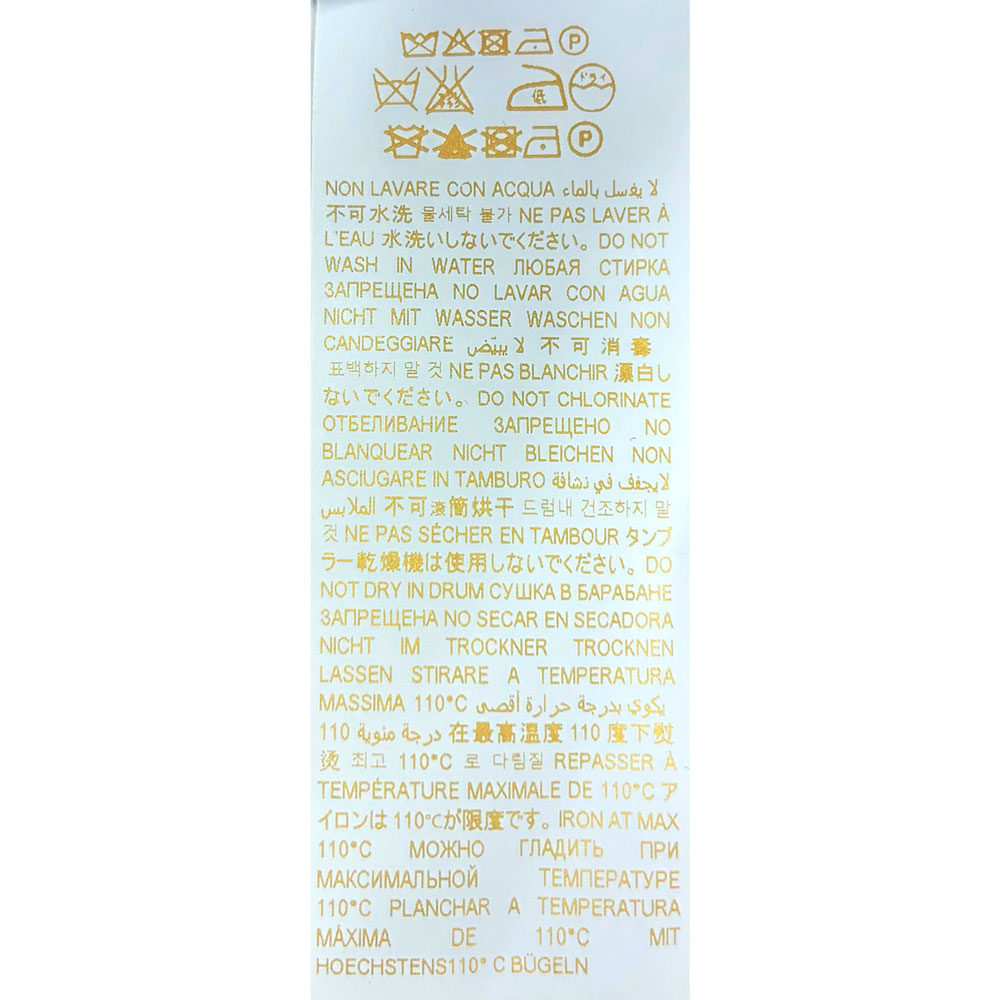 P
ドライ
低
P
NON LAVARE CON ACQUA لا يغسل بالماء
不可水洗 물세탁 불가 NE PAS LAVER À
L'EAU 水洗いしないでください。DO NOT
WASH IN WATER ЛЮБАЯ СТИРКА
ЗАПРЕЩЕНА NO LAVAR CON AGUA
NICHT MIT WASSER WASCHEN NON
CANDEGGIARE لا يبيّض 不可消毒
표백하지 말 것 NE PAS BLANCHIR 漂白し
ないでください。DO NOT CHLORINATE
ОТБЕЛИВАНИЕ ЗАПРЕЩЕНО NO
BLANQUEAR NICHT BLEICHEN NON
ASCIUGARE IN TAMBURO لا يجفف في نشافة
الملابس 不可滚筒烘干 드럼내 건조하지 말
것 NE PAS SÉCHER EN TAMBOUR タンブ
ラー乾燥機は使用しないでください。DO
NOT DRY IN DRUM СУШКА В БАРАБАНЕ
ЗАПРЕЩЕНА NO SECAR EN SECADORA
NICHT IM TROCKNER TROCKNEN
LASSEN STIRARE A TEMPERATURA
MASSIMA 110°C يكوي بدرجة حرارة أقصى
110 درجة مئوية 在最高温度 110 度下熨
烫 최고 110°C 로 다림질 REPASSER À
TEMPÉRATURE MAXIMALE DE 110°C ア
イロンは 110℃が限度です。IRON AT MAX
110°C МОЖНО ГЛАДИТЬ ПРИ
МАКСИМАЛЬНОЙ ТЕМПЕРАТУРЕ
110°C PLANCHAR A TEMPERATURA
MÁXIMA DE 110°C MIT
HOECHSTENS110° C BÜGELN